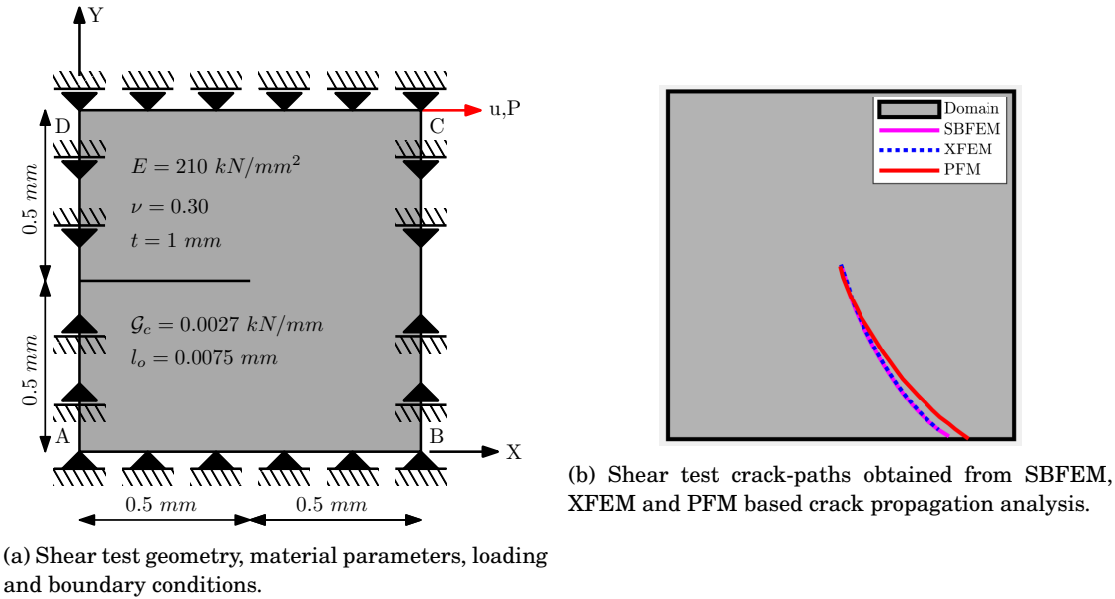 Y
u,P
D
C
E = 210 kN/mm²
ν = 0.30
t = 1 mm
0.5 mm
𝒢c = 0.0027 kN/mm
lo = 0.0075 mm
0.5 mm
A
B
X
0.5 mm
0.5 mm
(a) Shear test geometry, material parameters, loading
and boundary conditions.
Domain
SBFEM
XFEM
PFM
(b) Shear test crack-paths obtained from SBFEM,
XFEM and PFM based crack propagation analysis.